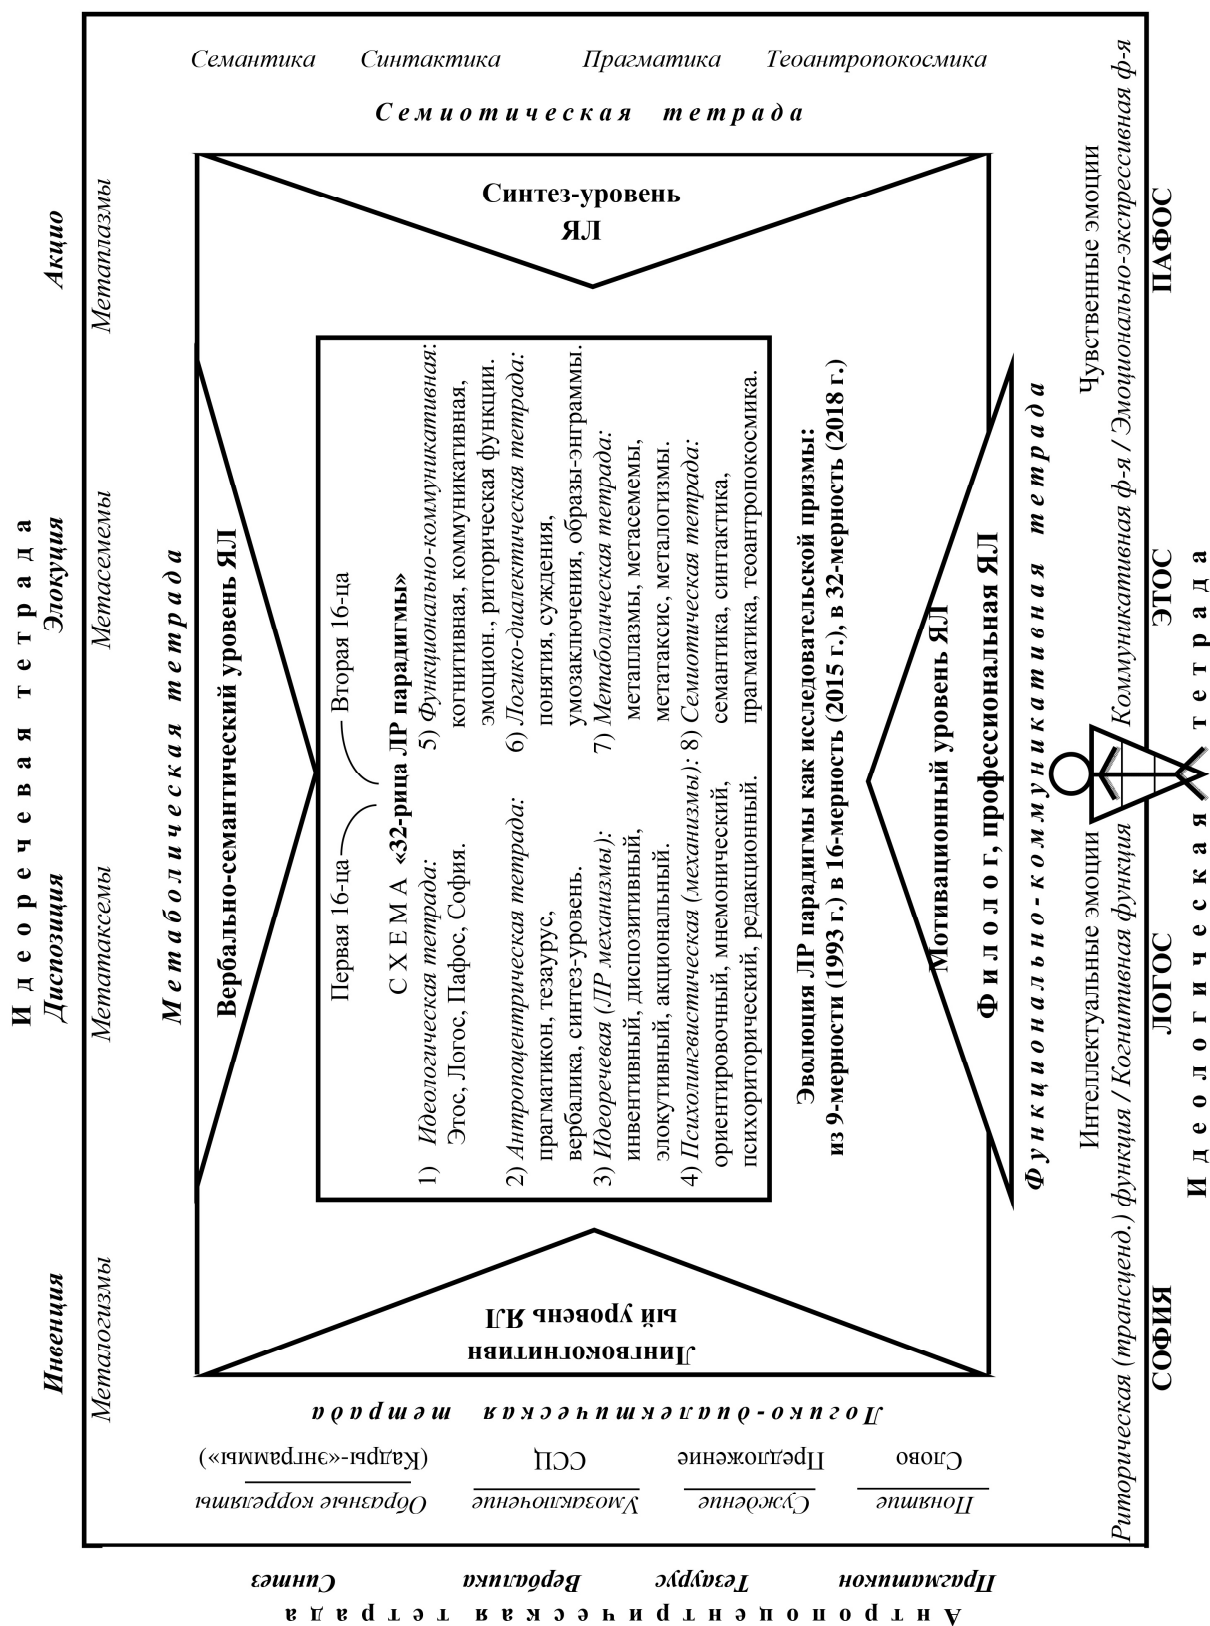 Идеоречевая тетрада
Инвенция Диспозиция Элокуция Акцио
Металогизмы Метатаксемы Метасемемы Метаплазмы
Метаболическая тетрада
Вербально-семантический уровень ЯЛ
Антропоцентрическая тетрада
Прагматикон Тезаурус Вербалика Синтез
Понятие Суждение Умозаключение Образные корреляты
Слово Предложение ССЦ (Кадры-«энграммы»)
Логико-диалектическая тетрада
Лингвокогнитивн
ый уровень ЯЛ
Первая 16-ца Вторая 16-ца
СХЕМА «32-рица ЛР парадигмы»
1) Идеологическая тетрада:
Этос, Логос, Пафос, София.
2) Антропоцентрическая тетрада:
прагматикон, тезаурус,
вербалика, синтез-уровень.
3) Идеоречевая (ЛР механизмы):
инвентивный, диспозитивный,
элокутивный, акциональный.
4) Психолингвистическая (механизмы):
ориентировочный, мнемонический,
психориторический, редакционный.
5) Функционально-коммуникативная:
когнитивная, коммуникативная,
эмоцион., риторическая функции.
6) Логико-диалектическая тетрада:
понятия, суждения,
умозаключения, образы-энграммы.
7) Метаболическая тетрада:
метаплазмы, метасемемы,
метатаксис, металогизмы.
8) Семиотическая тетрада:
семантика, синтактика,
прагматика, теоантропокосмика.
Эволюция ЛР парадигмы как исследовательской призмы:
из 9-мерности (1993 г.) в 16-мерность (2015 г.), в 32-мерность (2018 г.)
Синтез-уровень
ЯЛ
Семиотическая тетрада
Семантика Синтактика Прагматика Теоантропокосмика
Мотивационный уровень ЯЛ
Филолог, профессиональная ЯЛ
Функционально-коммуникативная тетрада
Интеллектуальные эмоции Чувственные эмоции
Риторическая (трансценд.) функция / Когнитивная функция Коммуникативная ф-я / Эмоционально-экспрессивная ф-я
СОФИЯ ЛОГОС ЭТОС ПАФОС
Идеологическая тетрада